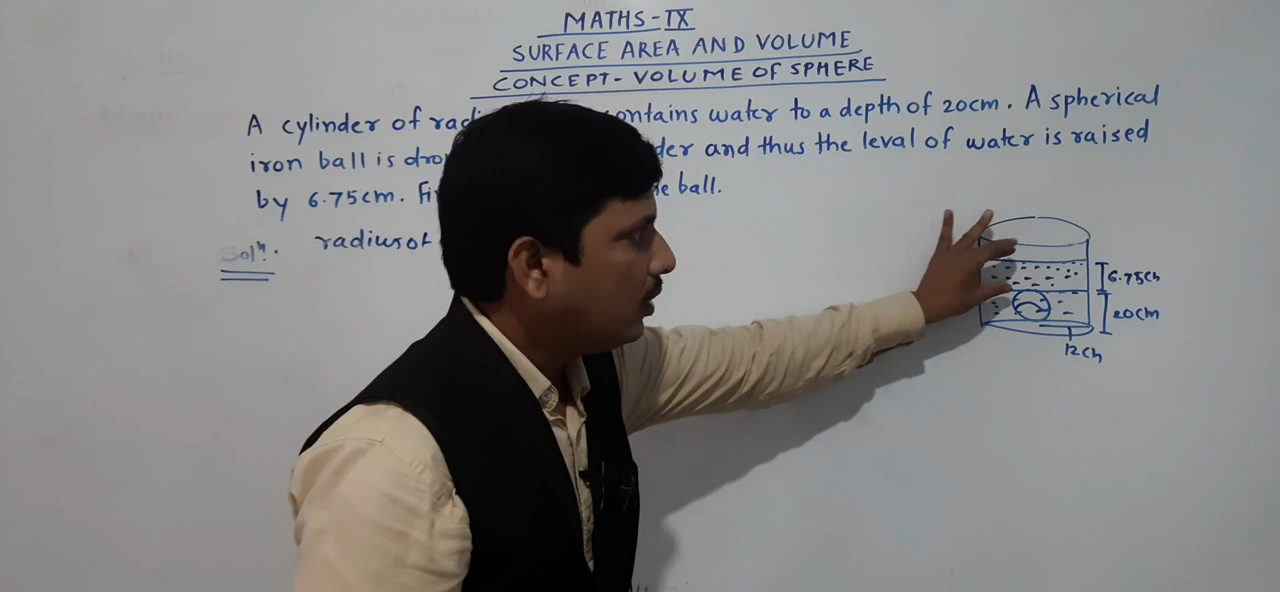 MATHS-IX
SURFACE AREA AND VOLUME
CONCEPT-VOLUME OF SPHERE
A cylinder of radi ontains water to a depth of 20cm. A spherical
iron ball is dro der and thus the leval of water is raised
by 6.75cm. Fi e ball.
Solⁿ. radius of
6.75cm
20cm
12cm